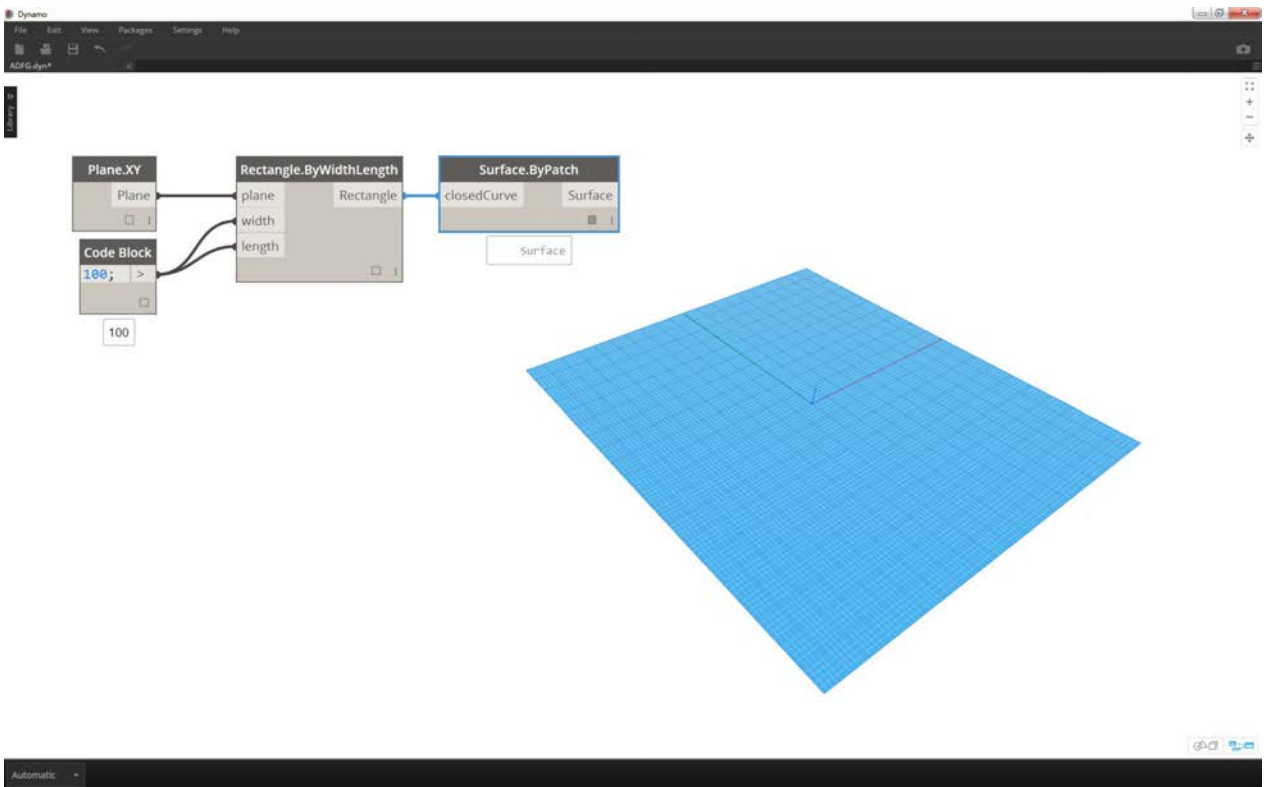 Dynamo
File Edit View Packages Settings Help
ADFG.dyn*
Library
Plane.XY
Plane
Code Block
100; >
100
Rectangle.ByWidthLength
plane Rectangle
width
length
Surface.ByPatch
closedCurve Surface
Surface
Automatic